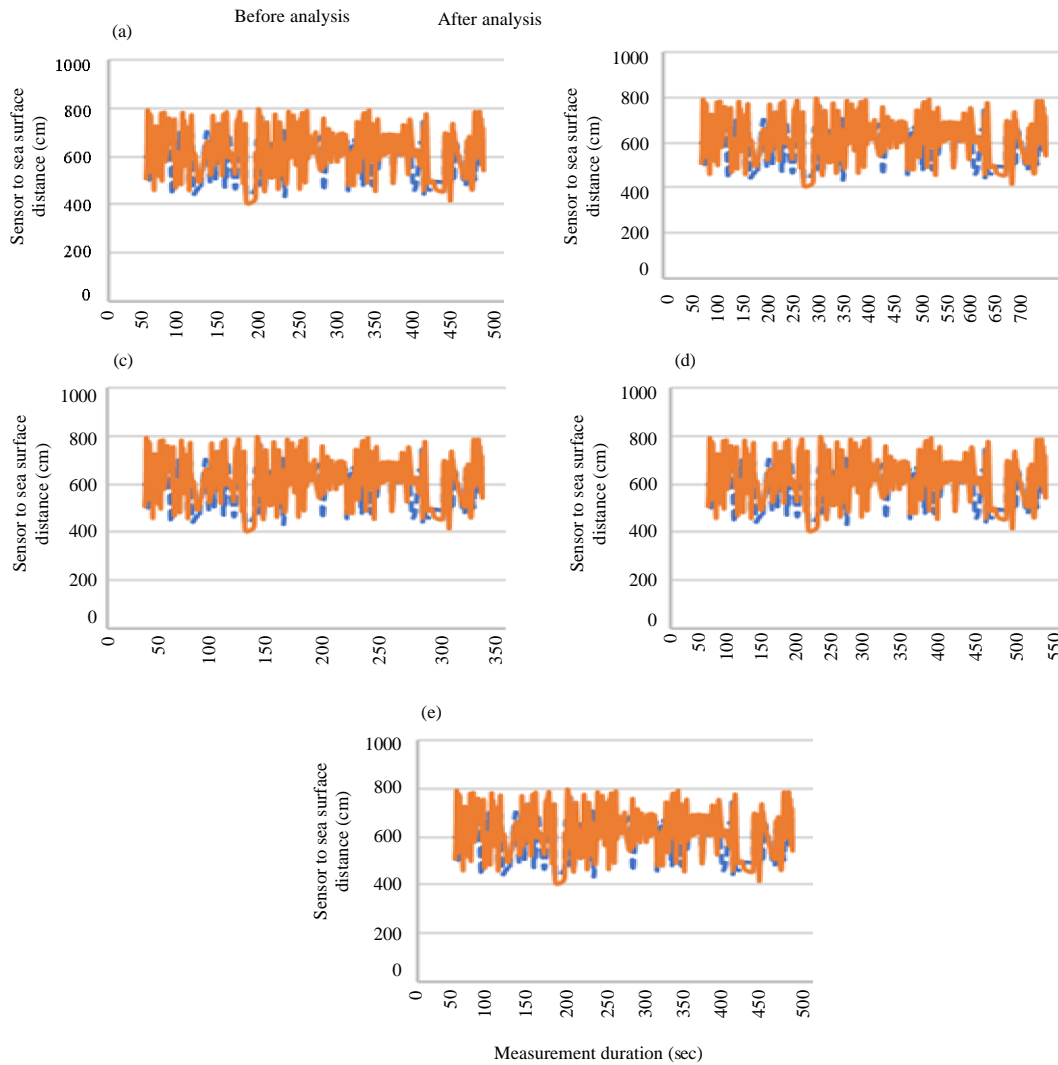 Before analysis After analysis
(a)
1000
800
600
400
200
0
Sensor to sea surface
distance (cm)
0 50 100 200 250 300 350 400 450 500
1000
800
600
400
200
0
Sensor to sea surface
distance (cm)
0 50 100 150 200 250 300 350 400 450 500 550 600 650 700
(c)
1000
800
600
400
200
0
Sensor to sea surface
distance (cm)
0 50 100 150 200 250 300 350
(d)
1000
800
600
400
200
0
Sensor to sea surface
distance (cm)
0 50 100 150 200 250 300 350 400 450 500 550
(e)
1000
800
600
400
200
0
Sensor to sea surface
distance (cm)
0 50 100 150 200 250 300 350 400 450 500
Measurement duration (sec)